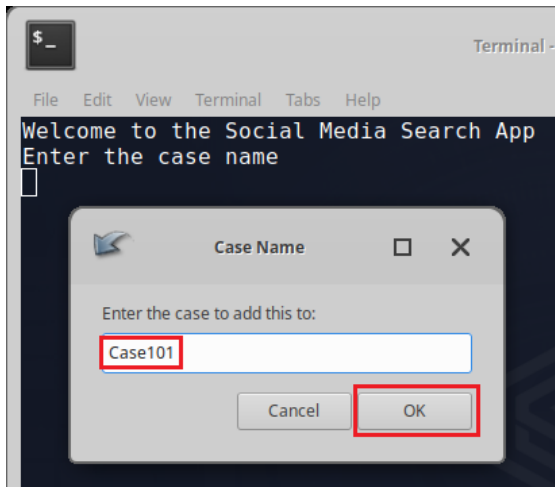 $_
Terminal -
File Edit View Terminal Tabs Help
Welcome to the Social Media Search App
Enter the case name
Case Name
Enter the case to add this to:
Case101
Cancel OK